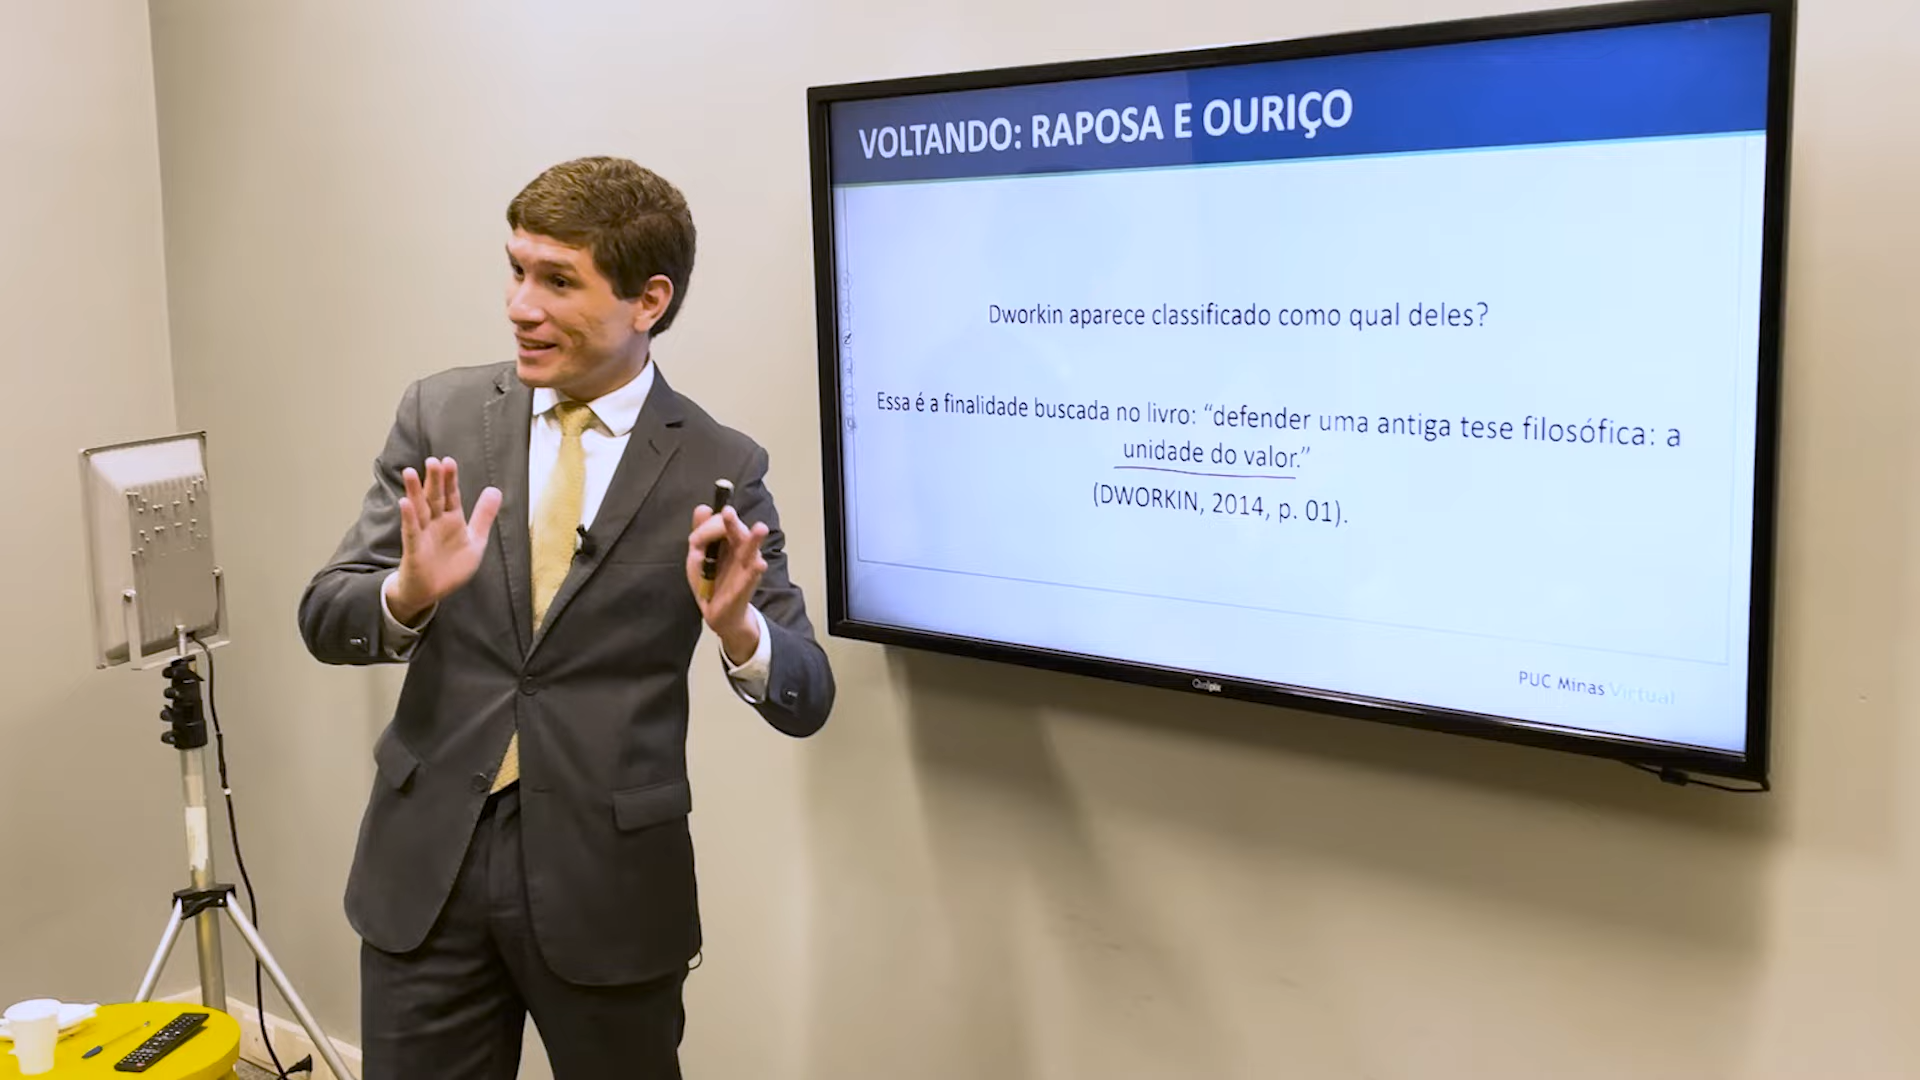 VOLTANDO: RAPOSA E OURIÇO
Dworkin aparece classificado como qual deles?
Essa é a finalidade buscada no livro: “defender uma antiga tese filosófica: a
unidade do valor.”
(DWORKIN, 2014, p. 01).
PUC Minas Virtual